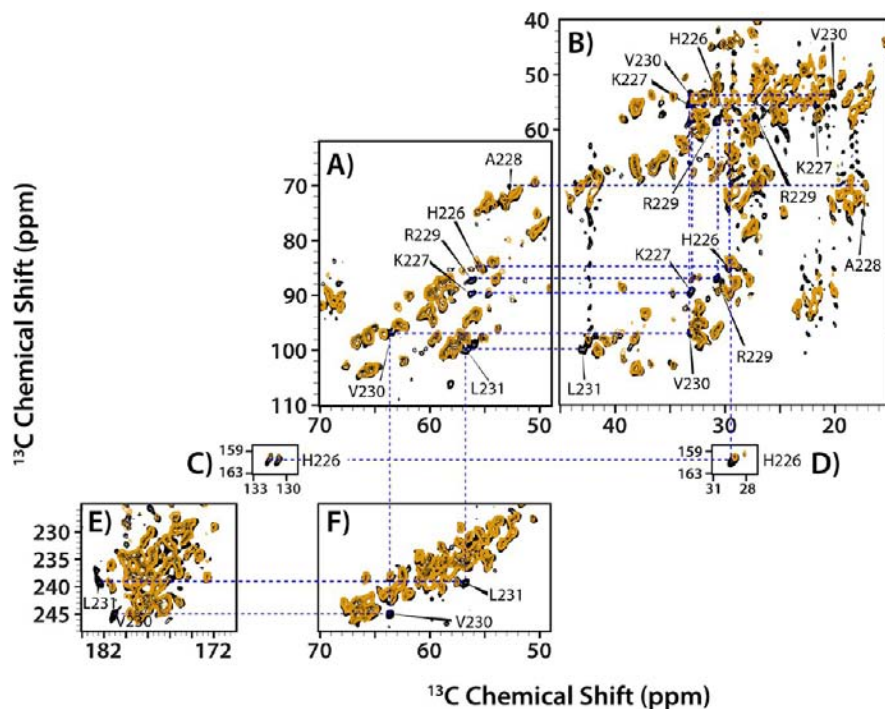 40
B)
H226
V230
V230
K227
50
60
K227
R229
R229
A)
A228
70
H226
R229
K227
80
H226
K227
A228
90
R229
100
V230
L231
L231
V230
110
70
60
50
40
30
20
13C Chemical Shift (ppm)
C)
159
163
H226
133
130
159
163
H226
D)
31
28
E)
F)
230
235
240
245
L231
V230
L231
V230
182
172
70
60
50
13C Chemical Shift (ppm)